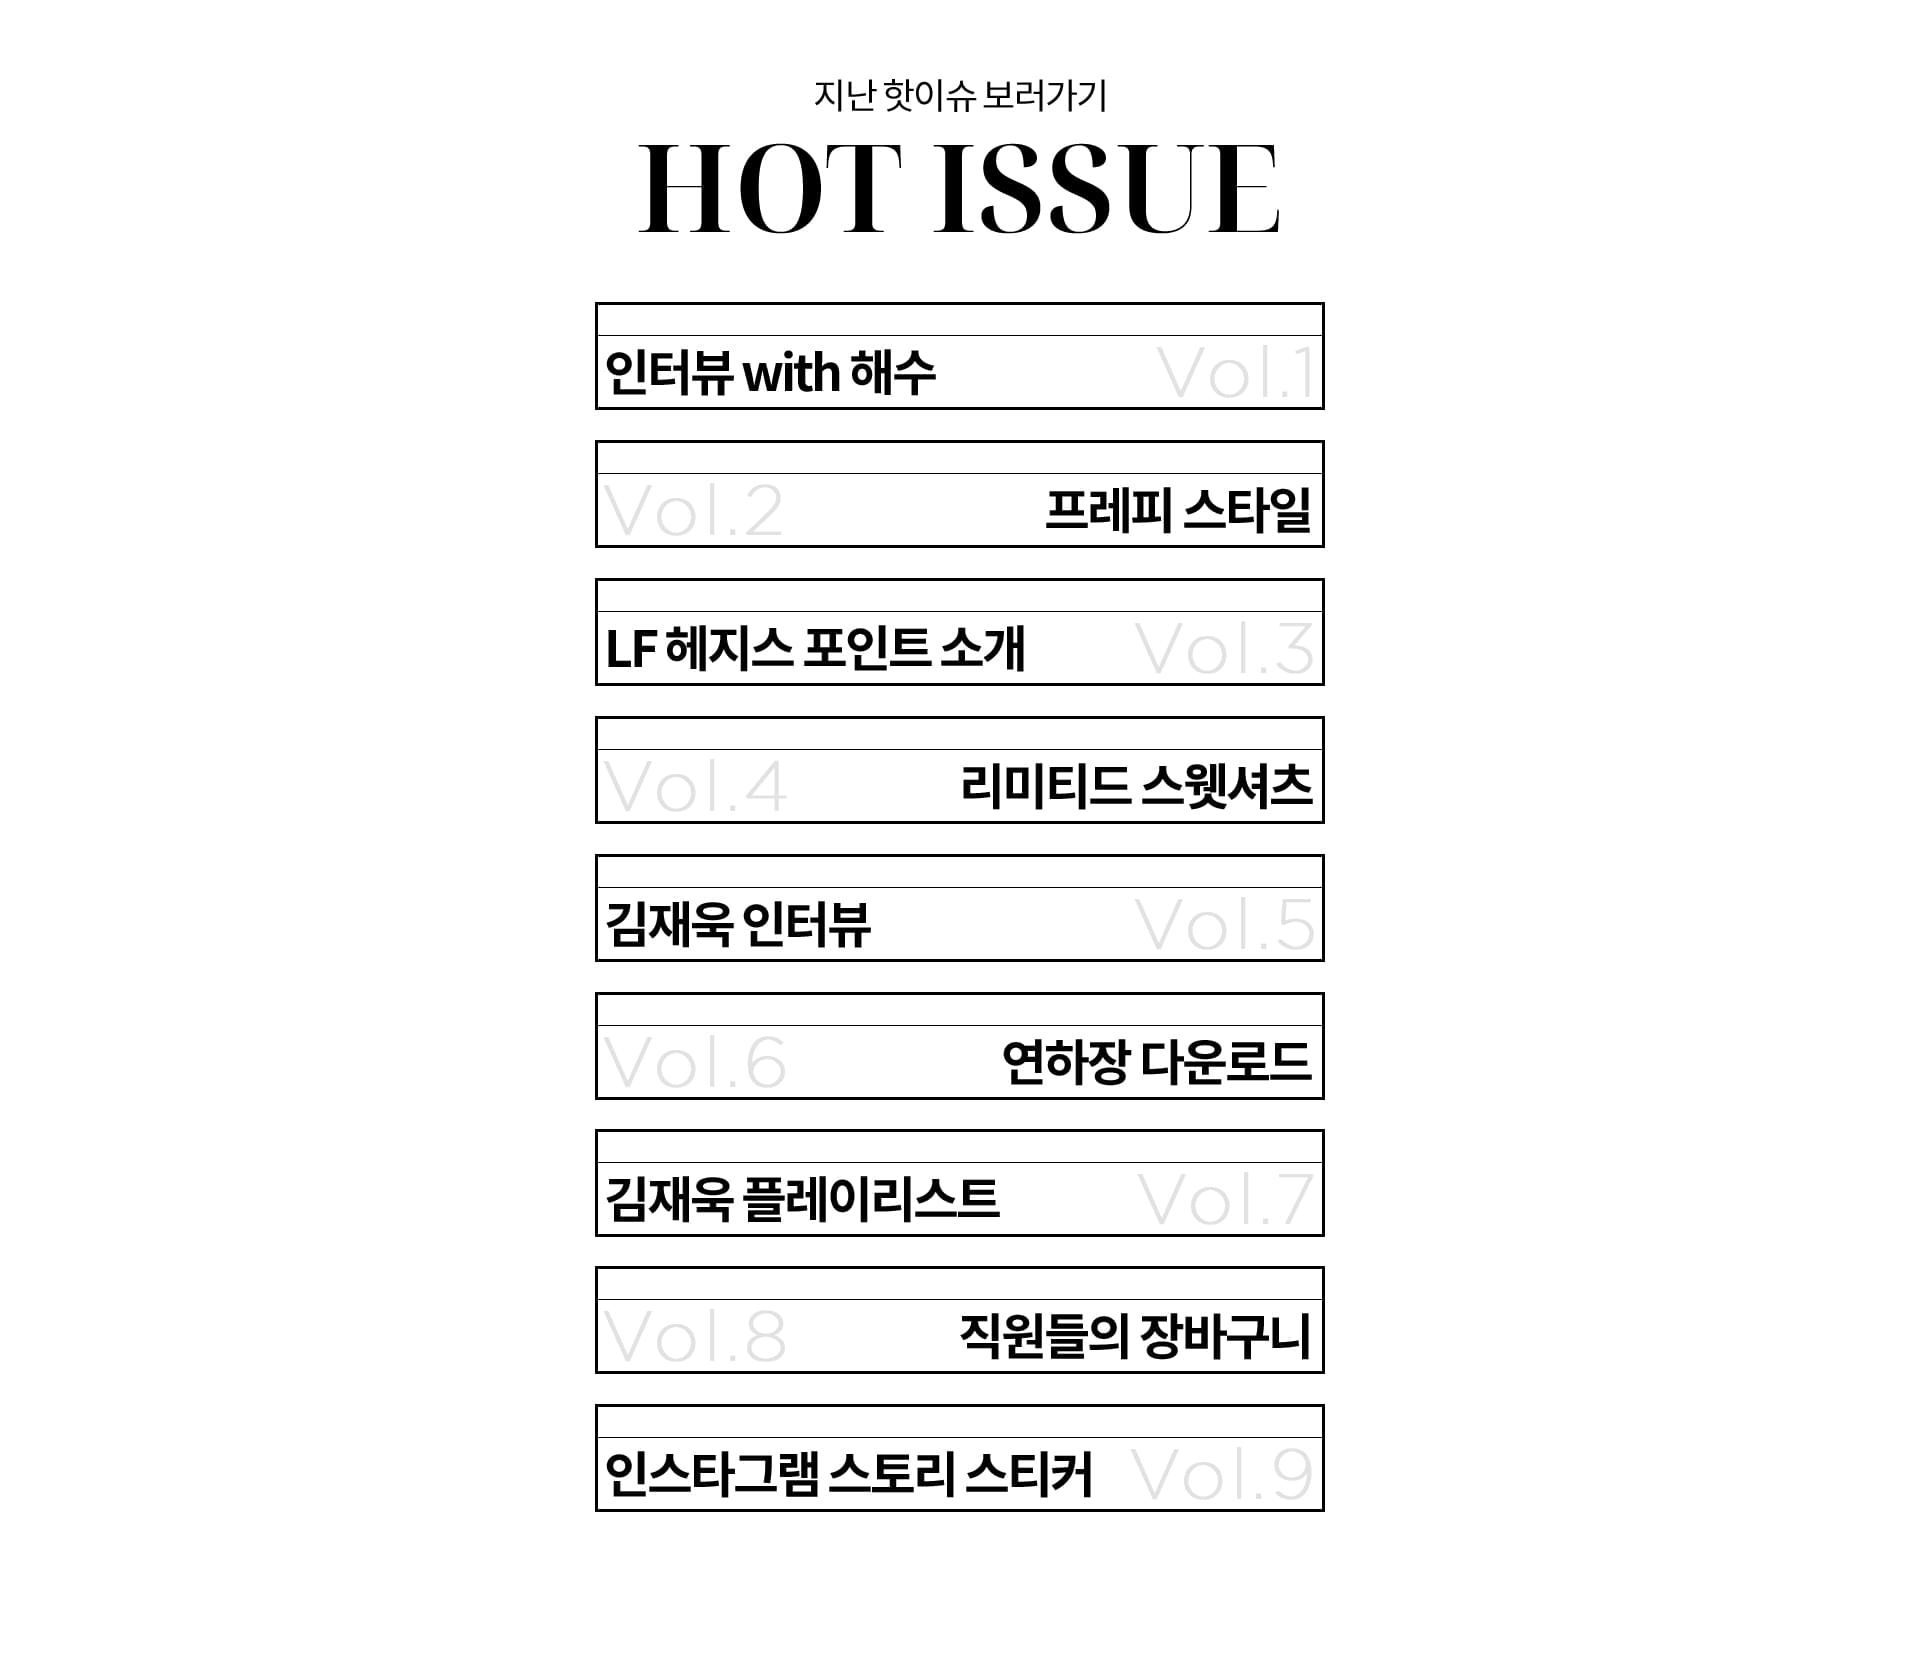 지난 핫이슈 보러가기
HOT ISSUE
인터뷰 with 해수 Vol.1
Vol.2 프레피 스타일
LF 헤지스 포인트 소개 Vol.3
Vol.4 리미티드 스웻셔츠
김재욱 인터뷰 Vol.5
Vol.6 연하장 다운로드
김재욱 플레이리스트 Vol.7
Vol.8 직원들의 장바구니
인스타그램 스토리 스티커 Vol.9